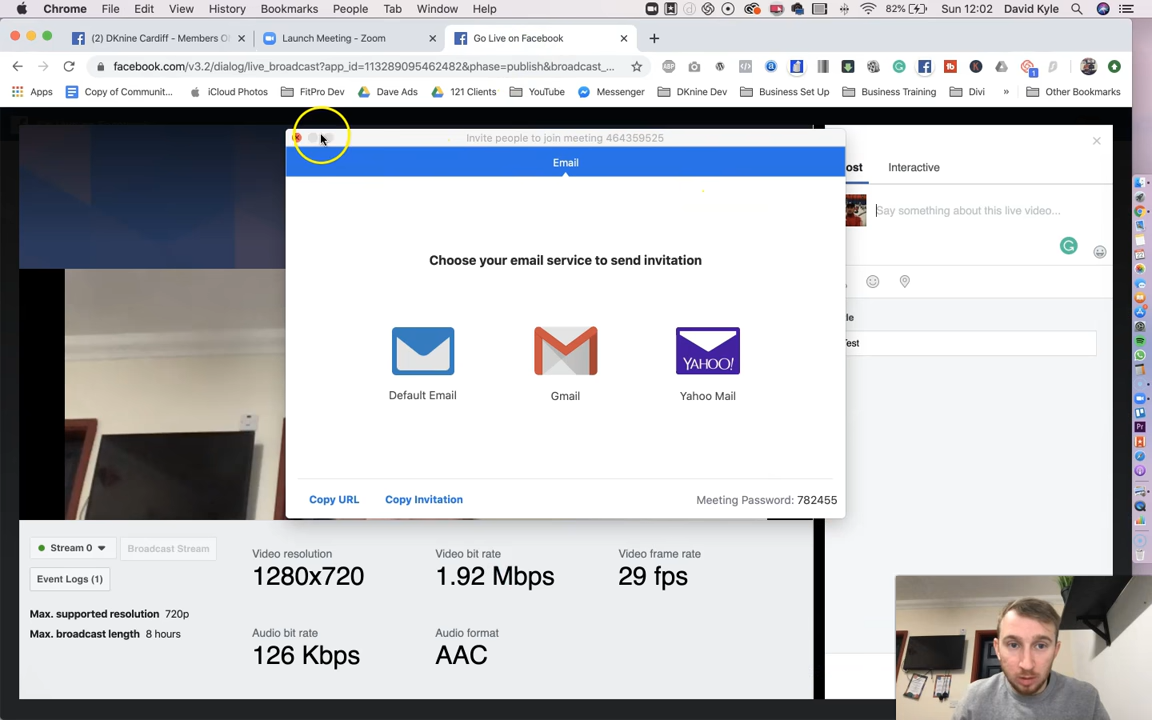 Chrome File Edit View History Bookmarks People Tab Window Help 82% Sun 12:02 David Kyle
(2) DKnine Cardiff - Members Of Launch Meeting - Zoom Go Live on Facebook
facebook.com/v3.2/dialog/live_broadcast?app_id=113289095462482&phase=publish&broadcast_...
Apps Copy of Communit... iCloud Photos FitPro Dev Dave Ads 121 Clients YouTube Messenger DKnine Dev Business Set Up Business Training Divi » Other Bookmarks
Invite people to join meeting 464359525
Email
ost Interactive
Say something about this live video...
Choose your email service to send invitation
le
Test
YAHOO!
Default Email Gmail Yahoo Mail
Copy URL Copy Invitation Meeting Password: 782455
Stream 0 Broadcast Stream
Event Logs (1)
Max. supported resolution 720p
Max. broadcast length 8 hours
Video resolution Video bit rate Video frame rate
1280x720 1.92 Mbps 29 fps
Audio bit rate Audio format
126 Kbps AAC